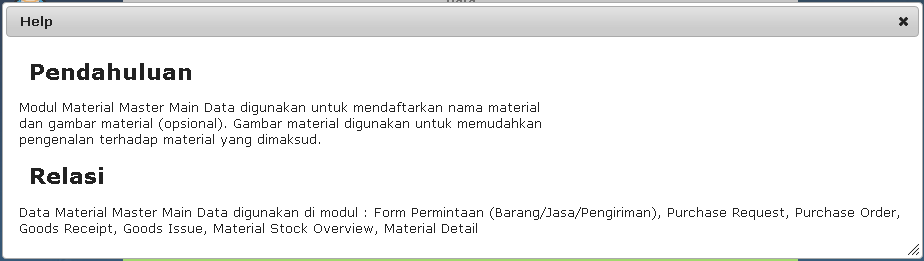 Help
Pendahuluan
Modul Material Master Main Data digunakan untuk mendaftarkan nama material
dan gambar material (opsional). Gambar material digunakan untuk memudahkan
pengenalan terhadap material yang dimaksud.
Relasi
Data Material Master Main Data digunakan di modul : Form Permintaan (Barang/Jasa/Pengiriman), Purchase Request, Purchase Order,
Goods Receipt, Goods Issue, Material Stock Overview, Material Detail